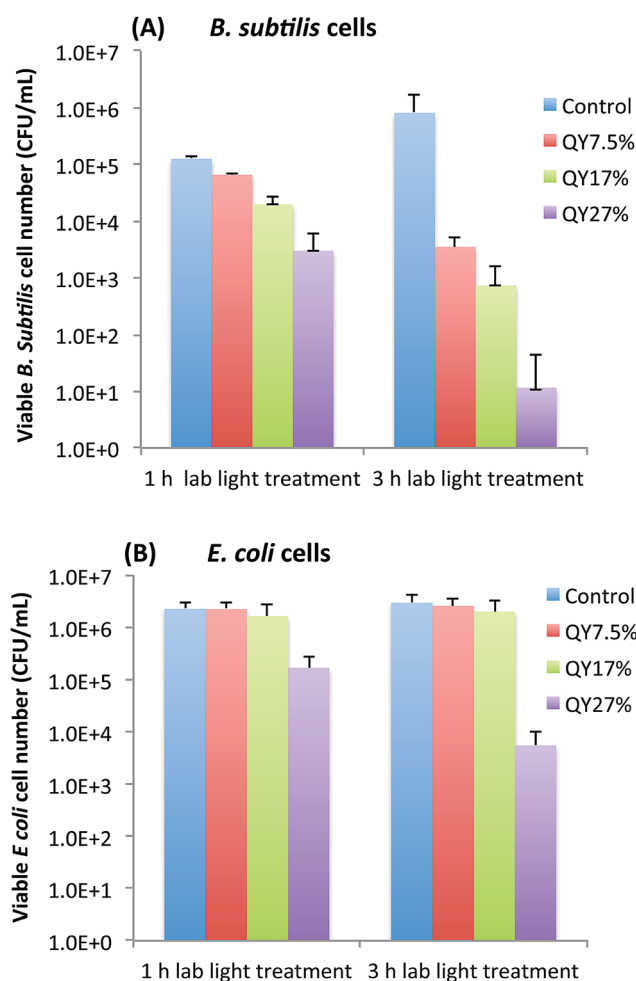 (A) B. subtilis cells
Viable B. Subtilis cell number (CFU/mL)
1.0E+7
1.0E+6
1.0E+5
1.0E+4
1.0E+3
1.0E+2
1.0E+1
1.0E+0
Control
QY7.5%
QY17%
QY27%
1 h lab light treatment
3 h lab light treatment
(B) E. coli cells
Viable E coli cell number (CFU/mL)
1.0E+7
1.0E+6
1.0E+5
1.0E+4
1.0E+3
1.0E+2
1.0E+1
1.0E+0
Control
QY7.5%
QY17%
QY27%
1 h lab light treatment
3 h lab light treatment